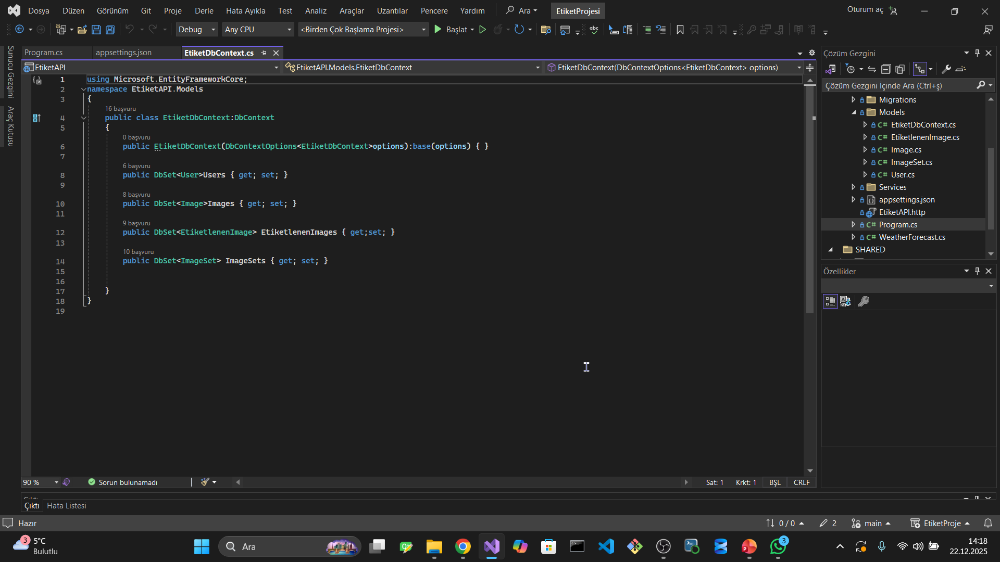 Dosya Düzen Görünüm Git Proje Derle Hata Ayıkla Test Analiz Araçlar Uzantılar Pencere Yardım Ara EtiketProjesi Oturum aç
Debug Any CPU <Birden Çok Başlama Projesi> Başlat
Sunucu Gezgini
Araç Kutusu
Program.cs appsettings.json EtiketDbContext.cs
EtiketAPI EtiketAPI.Models.EtiketDbContext EtiketDbContext(DbContextOptions<EtiketDbContext> options)
1 using Microsoft.EntityFrameworkCore;
2 namespace EtiketAPI.Models
3 {
16 başvuru
4 public class EtiketDbContext:DbContext
5 {
0 başvuru
6 public EtiketDbContext(DbContextOptions<EtiketDbContext>options):base(options) { }
7
6 başvuru
8 public DbSet<User>Users { get; set; }
9
8 başvuru
10 public DbSet<Image>Images { get; set; }
11
9 başvuru
12 public DbSet<EtiketlenenImage> EtiketlenenImages { get;set; }
13
10 başvuru
14 public DbSet<ImageSet> ImageSets { get; set; }
15
16
17 }
18 }
19
90 % Sorun bulunamadı Sat: 1 Krkt: 1 BŞL CRLF
Çözüm Gezgini
Çözüm Gezgini İçinde Ara (Ctrl+ş)
Migrations
Models
C# EtiketDbContext.cs
C# EtiketlenenImage.cs
C# Image.cs
C# ImageSet.cs
C# User.cs
Services
appsettings.json
EtiketAPI.http
C# Program.cs
C# WeatherForecast.cs
SHARED
Özellikler
Çıktı
Çıktı Hata Listesi
Hazır 0 / 0 2 main EtiketProje
3 5°C
Bulutlu
Ara
3
14:18
22.12.2025